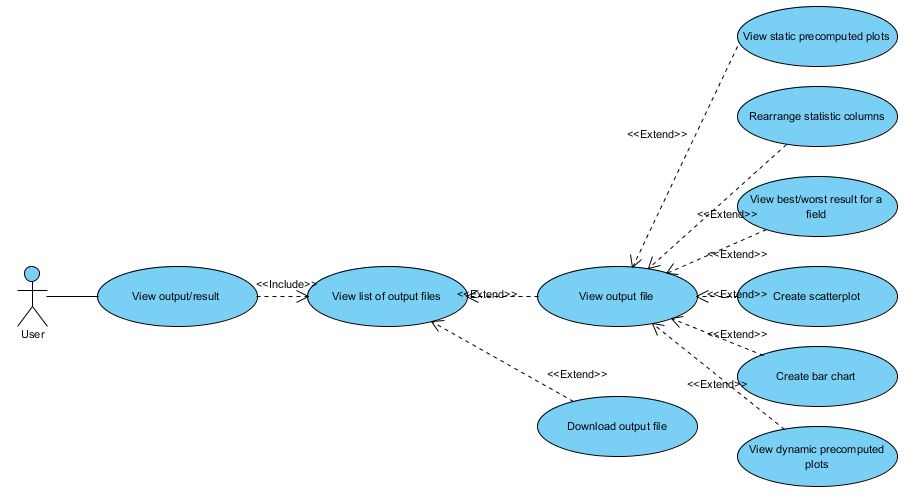 View static precomputed plots
<<Extend>>
Rearrange statistic columns
View best/worst result for a
field
<<Extend>>
<<Extend>>
<<Include>>
View output/result
View list of output files
<<Extend>>
View output file
<<Extend>>
Create scatterplot
User
<<Extend>>
<<Extend>>
Create bar chart
<<Extend>>
Download output file
View dynamic precomputed
plots